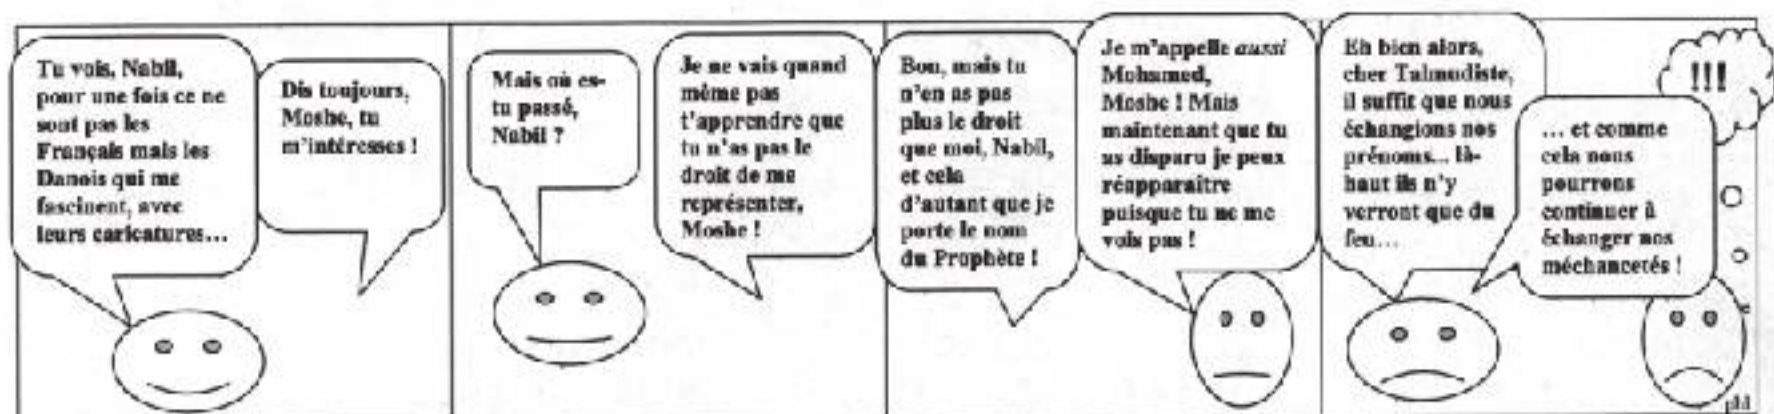 Tu vois, Nabil,
pour une fois ce ne
sont pas les
Français mais les
Danois qui me
fascinent, avec
leurs caricatures...
Dis toujours,
Moshe, tu
m'intéresses !
Mais où es-
tu passé,
Nabil ?
Je ne vais quand
même pas
t'apprendre que
tu n'as pas le
droit de me
représenter,
Moshe !
Bon, mais tu
n'en as pas
plus le droit
que moi, Nabil,
et cela
d'autant que je
porte le nom
du Prophète !
Je m'appelle aussi
Mohamed,
Moshe ! Mais
maintenant que tu
as disparu je peux
réapparaître
puisque tu ne me
vois pas !
Eh bien alors,
cher Talmudiste,
il suffit que nous
échangions nos
prénoms... là-
haut ils n'y
verront que du
feu...
... et comme
cela nous
pourrons
continuer à
échanger nos
méchancetés !
!!!